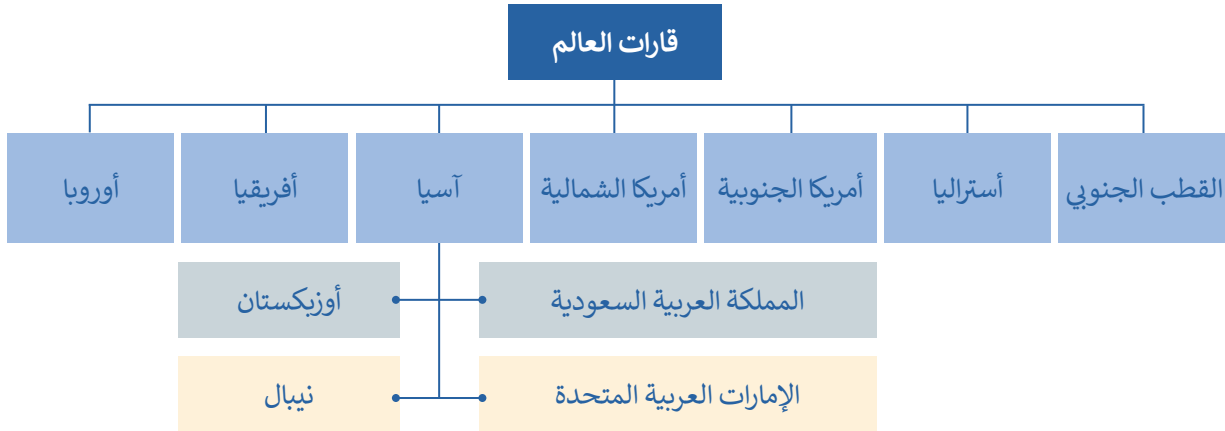 قارات العالم
القطب الجنوبي
أستراليا
أمريكا الجنوبية
أمريكا الشمالية
آسيا
أفريقيا
أوروبا
المملكة العربية السعودية
أوزبكستان
الإمارات العربية المتحدة
نيبال